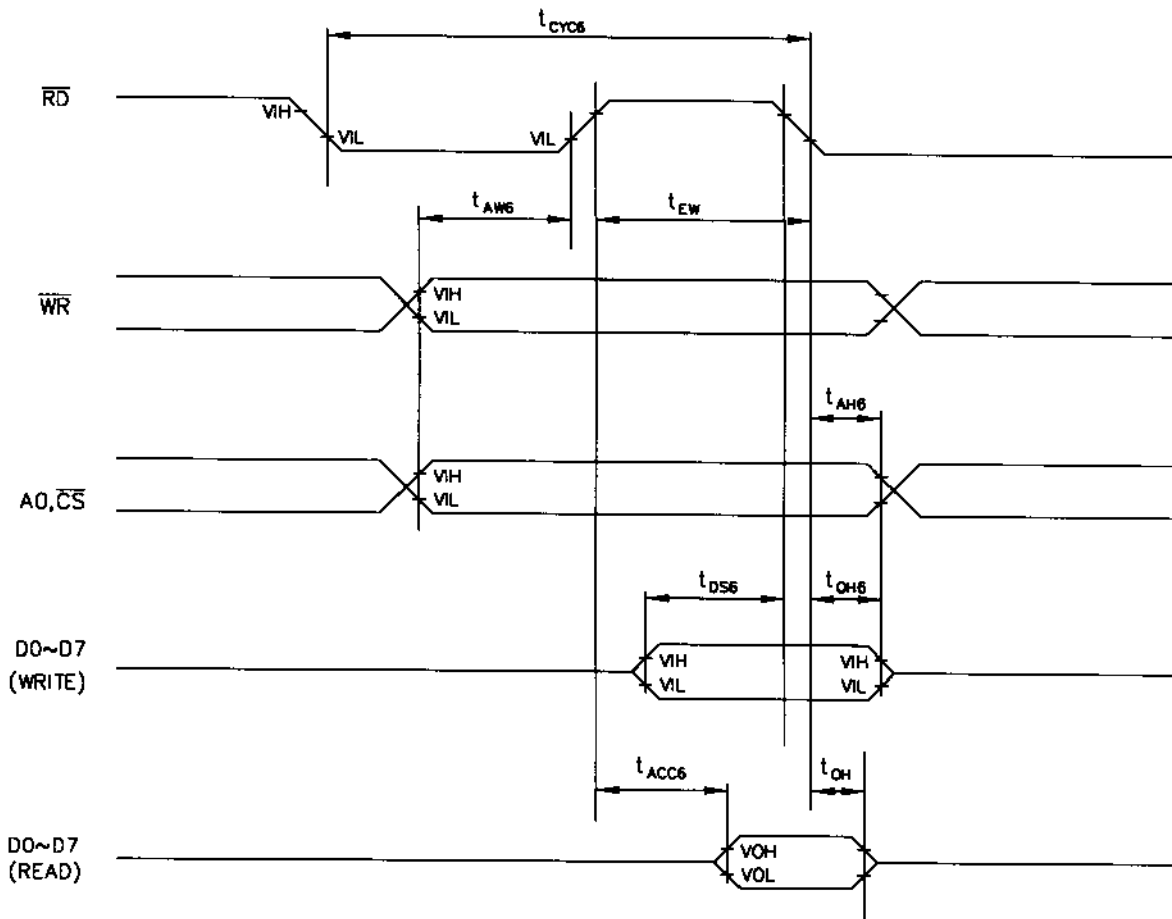 tCYC6
RD
VIH
VIL
VIL
tAW6
tEW
WR
VIH
VIL
tAH6
A0,CS
VIH
VIL
tDS6
tOH6
D0~D7
(WRITE)
VIH
VIL
VIH
VIL
tACC6
tOH
D0~D7
(READ)
VOH
VOL